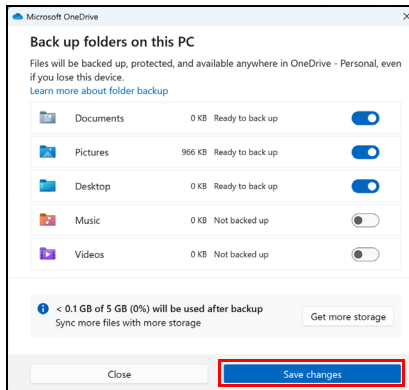 Microsoft OneDrive
Back up folders on this PC
Files will be backed up, protected, and available anywhere in OneDrive - Personal, even
if you lose this device.
Learn more about folder backup
Documents 0 KB Ready to back up
Pictures 966 KB Ready to back up
Desktop 0 KB Ready to back up
Music 0 KB Not backed up
Videos 0 KB Not backed up
< 0.1 GB of 5 GB (0%) will be used after backup
Sync more files with more storage
Get more storage
Close
Save changes